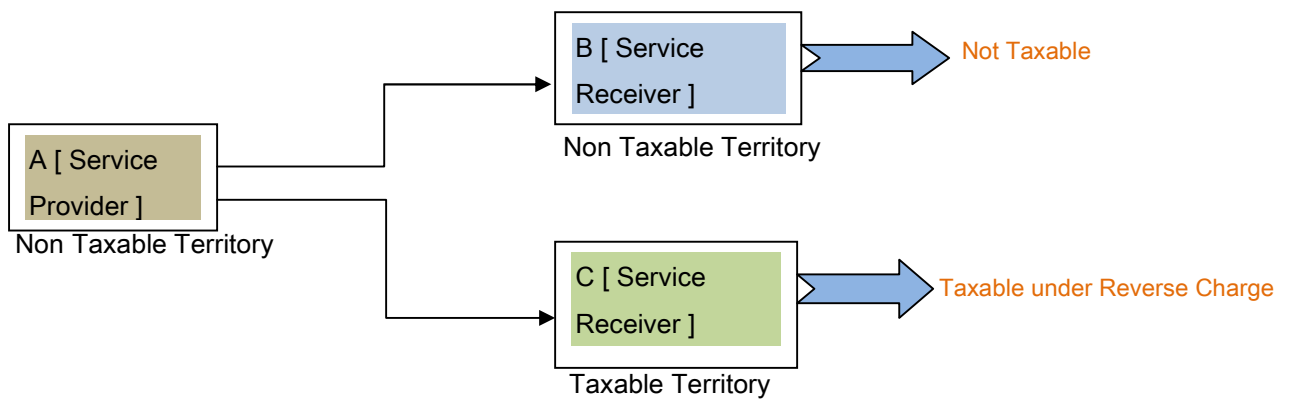 A [ Service
Provider ]
Non Taxable Territory
B [ Service
Receiver ]
Non Taxable Territory
Not Taxable
C [ Service
Receiver ]
Taxable Territory
Taxable under Reverse Charge